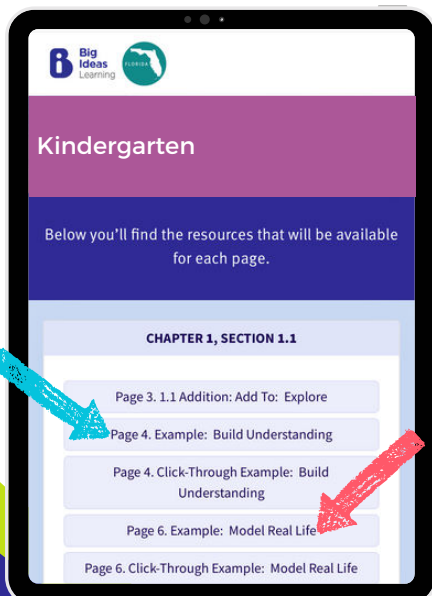 Big
Ideas
Learning
FLORIDA
Kindergarten
Below you'll find the resources that will be available
for each page.
CHAPTER 1, SECTION 1.1
Page 3. 1.1 Addition: Add To: Explore
Page 4. Example: Build Understanding
Page 4. Click-Through Example: Build
Understanding
Page 6. Example: Model Real Life
Page 6. Click-Through Example: Model Real Life